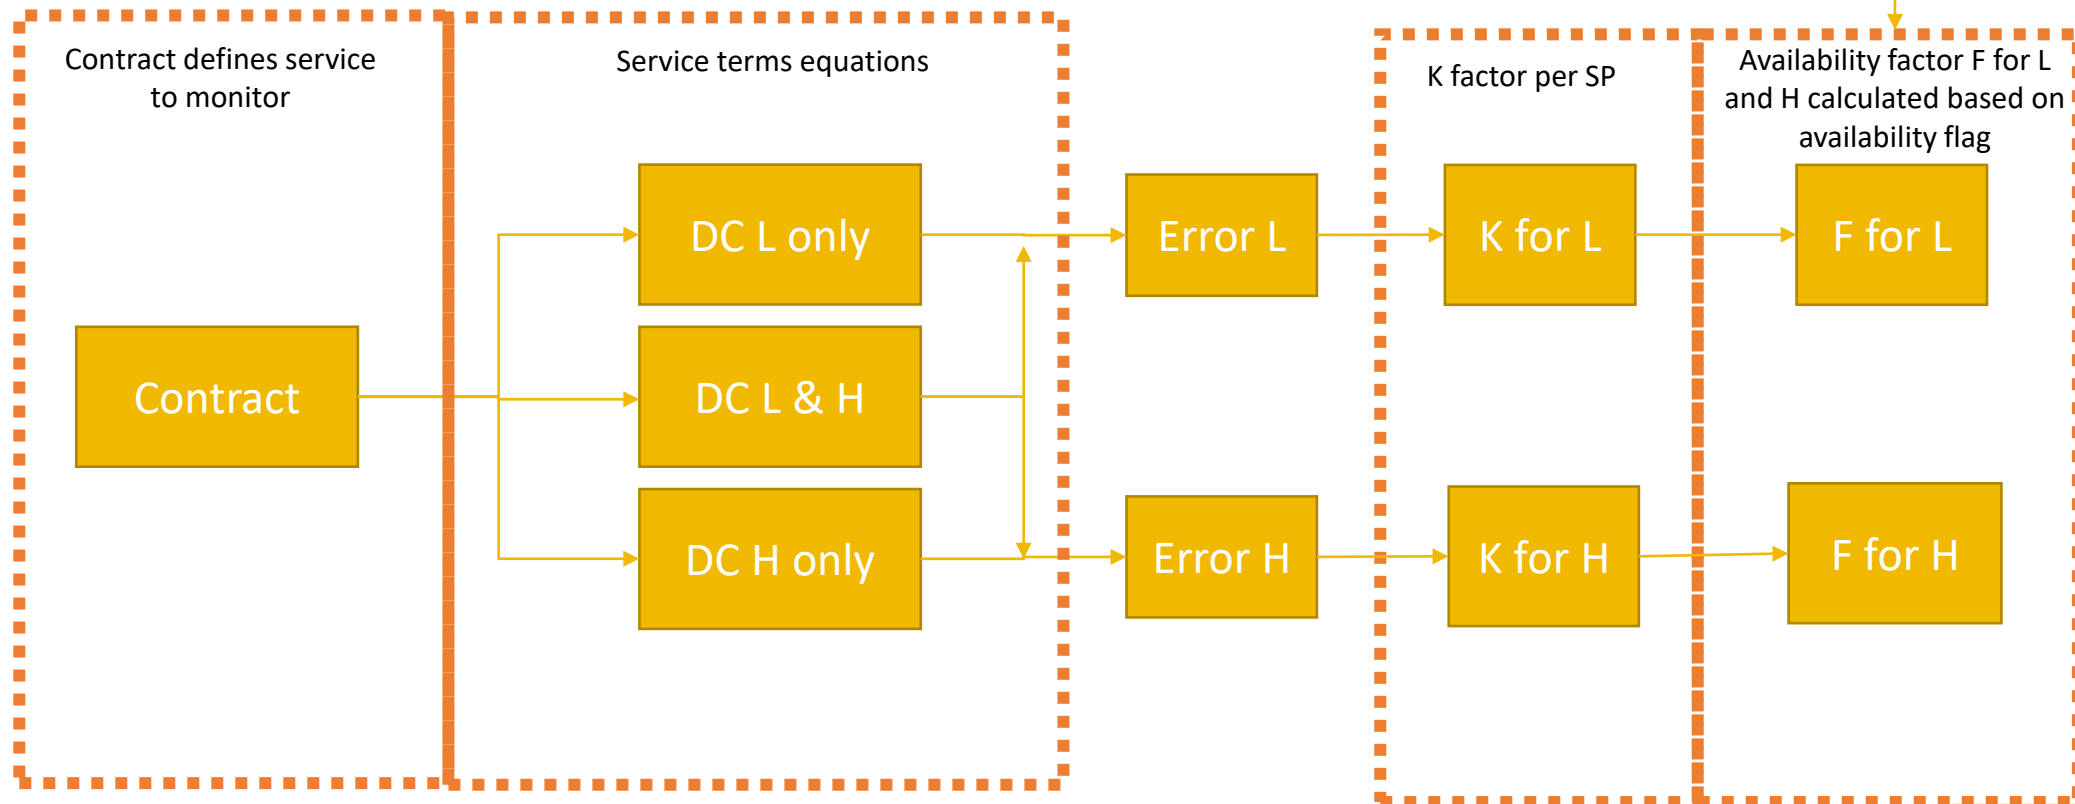 Contract defines service
to monitor
Service terms equations
K factor per SP
Availability factor F for L
and H calculated based on
availability flag
DC L only
Error L
K for L
F for L
Contract
DC L & H
DC H only
Error H
K for H
F for H